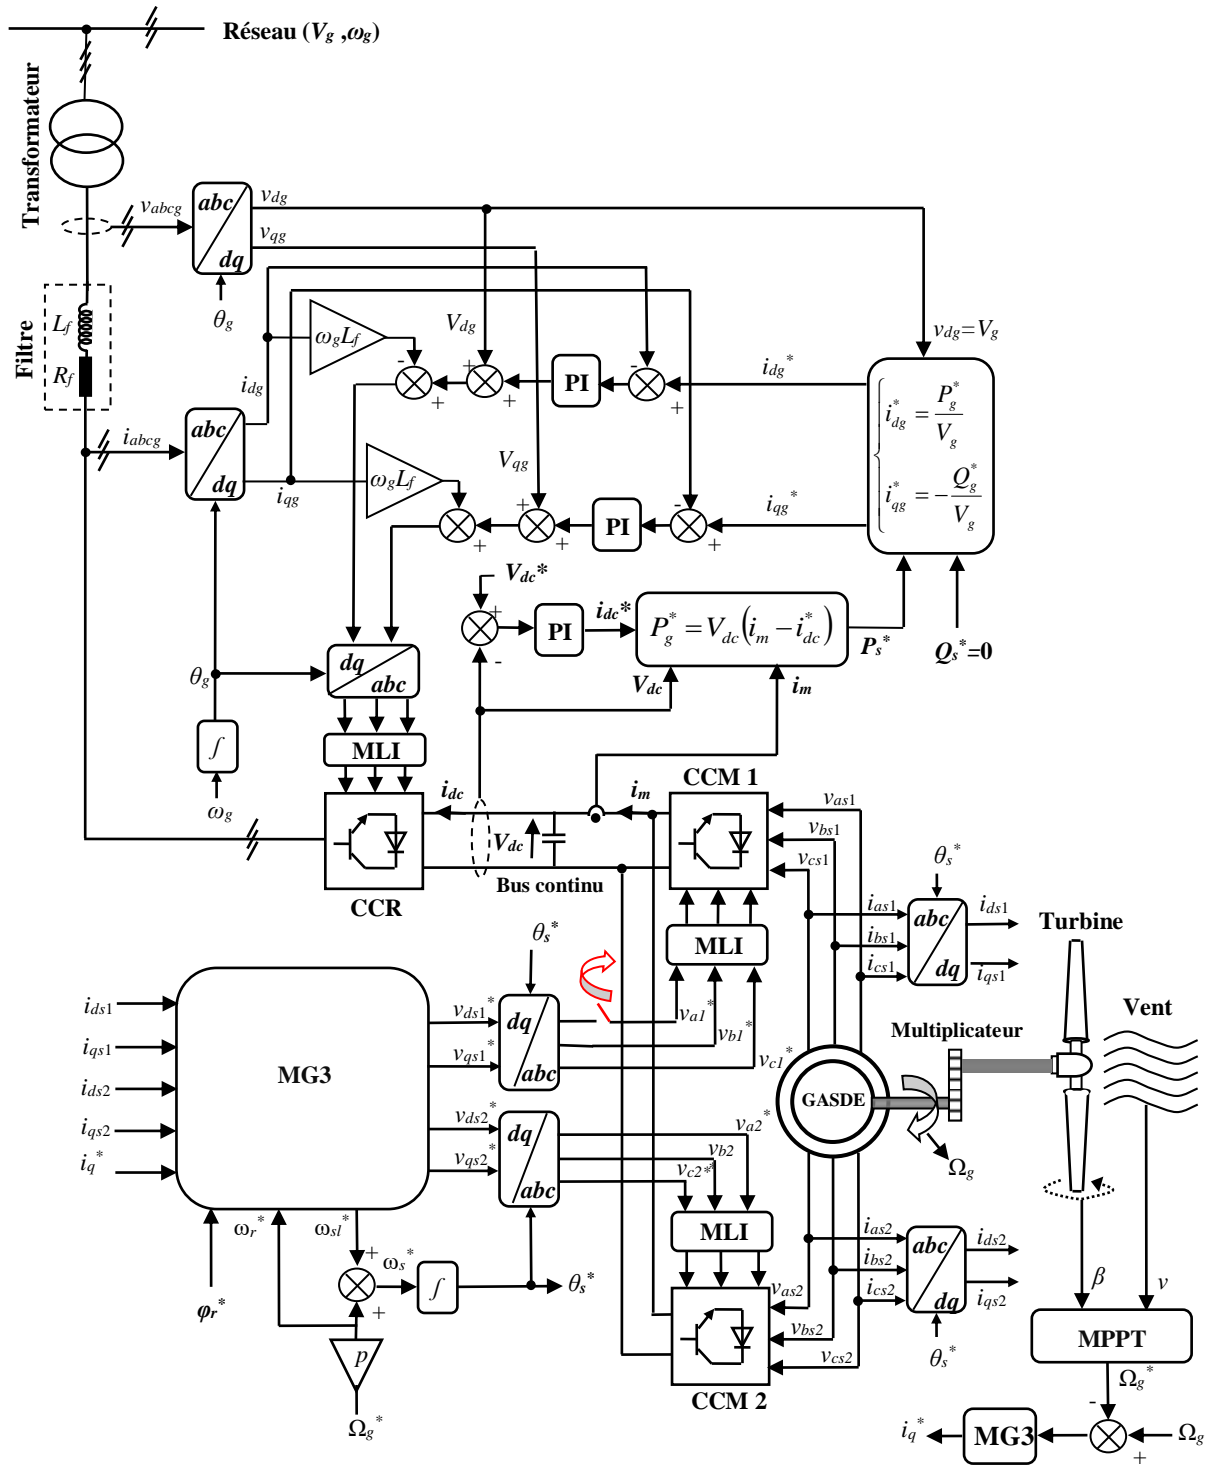 Réseau (Vg ,ωg)
Transformateur
vabcg
abc
dq
vdg
vqg
θg
Filtre
Lf
Rf
ωgLf
Vdg
-
+
+
+
PI
-
+
idg*
vdg=Vg
i*dg = P*g / Vg
i*qg = - Q*g / Vg
idg
iabcg
abc
dq
iqg
ωgLf
Vqg
+
+
+
PI
-
+
iqg*
Vdc*
+
-
PI
idc*
P*g = Vdc(im − i*dc)
Ps*
Qs*=0
Vdc
im
θg
dq
abc
∫
MLI
ωg
idc
im
CCM 1
Vdc
Bus continu
CCR
MLI
vas1
vbs1
vcs1
θs*
ias1
ibs1
ics1
abc
dq
ids1
iqs1
Turbine
Vent
Multiplicateur
θs*
ids1
iqs1
ids2
iqs2
iq*
MG3
vds1*
vqs1*
dq
abc
va1*
vb1*
vc1*
GASDE
Ωg
vds2*
vqs2*
dq
abc
va2*
vb2
vc2**
MLI
φr*
ωr*
ωsl*
+
+
ωs*
∫
θs*
p
Ωg*
vas2
vbs2
vcs2
CCM 2
ias2
ibs2
ics2
abc
dq
ids2
iqs2
θs*
β
v
MPPT
Ωg*
-
+
Ωg
MG3
iq*